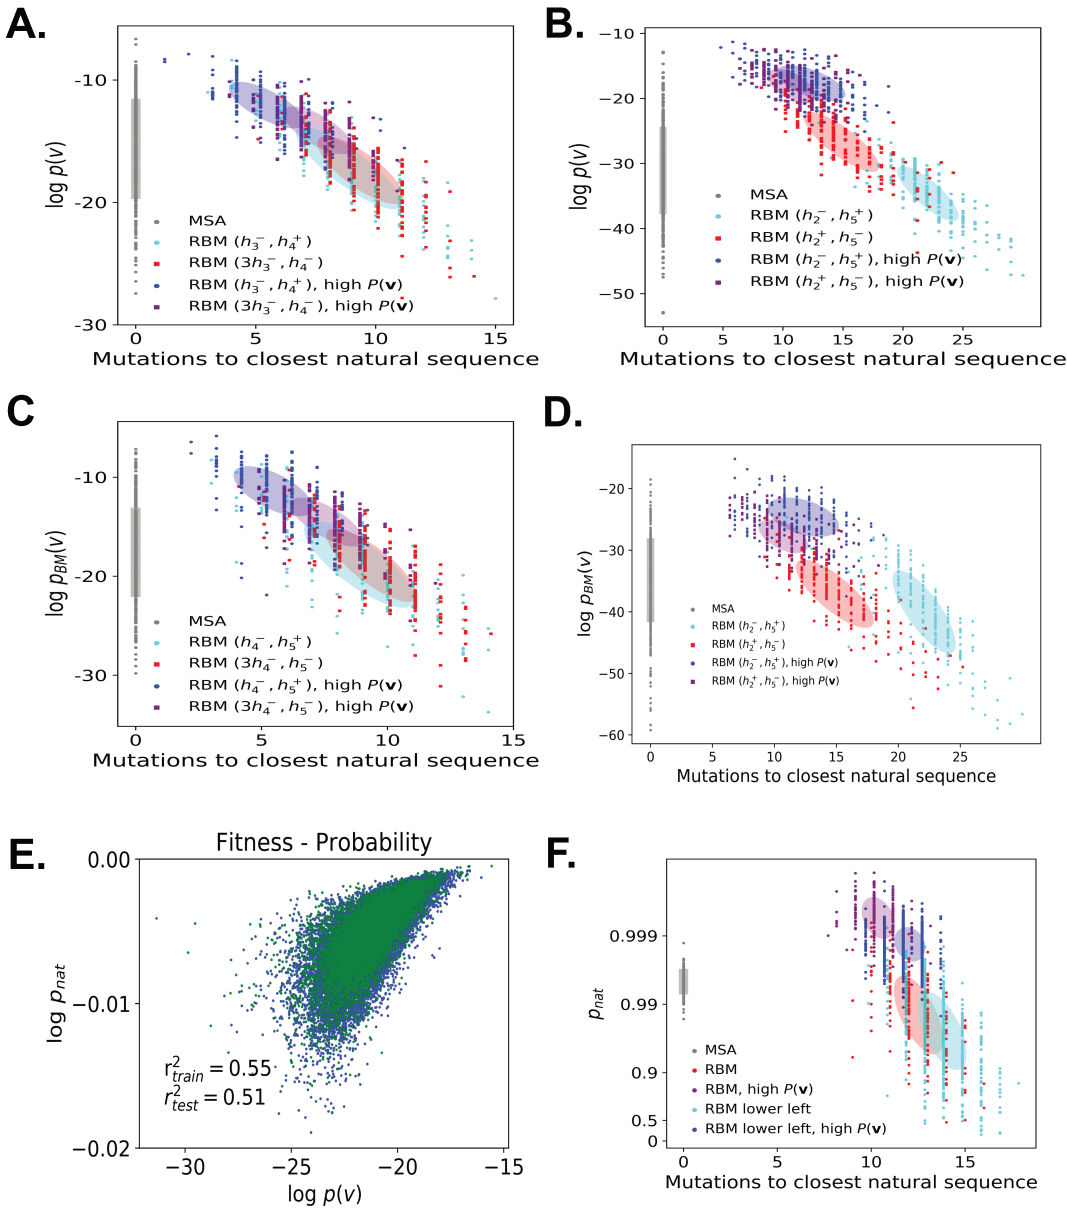 A.
-10
-20
-30
log p(v)
MSA
RBM (h₃⁻, h₄⁺)
RBM (3h₃⁻, h₄⁻)
RBM (h₃⁻, h₄⁺), high P(v)
RBM (3h₃⁻, h₄⁻), high P(v)
0 5 10 15
Mutations to closest natural sequence
B.
−10
−20
−30
−40
−50
log p(v)
MSA
RBM (h₂⁻, h₅⁺)
RBM (h₂⁺, h₅⁻)
RBM (h₂⁻, h₅⁺), high P(v)
RBM (h₂⁺, h₅⁻), high P(v)
0 5 10 15 20 25
Mutations to closest natural sequence
C
-10
-20
-30
log p_BM(v)
MSA
RBM (h₄⁻, h₅⁺)
RBM (3h₄⁻, h₅⁻)
RBM (h₄⁻, h₅⁺), high P(v)
RBM (3h₄⁻, h₅⁻), high P(v)
0 5 10 15
Mutations to closest natural sequence
D.
−20
−30
−40
−50
−60
log p_BM(v)
MSA
RBM (h₂⁻, h₅⁺)
RBM (h₂⁺, h₅⁻)
RBM (h₂⁻, h₅⁺), high P(v)
RBM (h₂⁺, h₅⁻), high P(v)
0 5 10 15 20 25
Mutations to closest natural sequence
E.
Fitness - Probability
0.00
−0.01
−0.02
log p_nat
r²_train = 0.55
r²_test = 0.51
−30 −25 −20 −15
log p(v)
F.
0.999
0.99
0.9
0.5
0
p_nat
MSA
RBM
RBM, high P(v)
RBM lower left
RBM lower left, high P(v)
0 5 10 15
Mutations to closest natural sequence